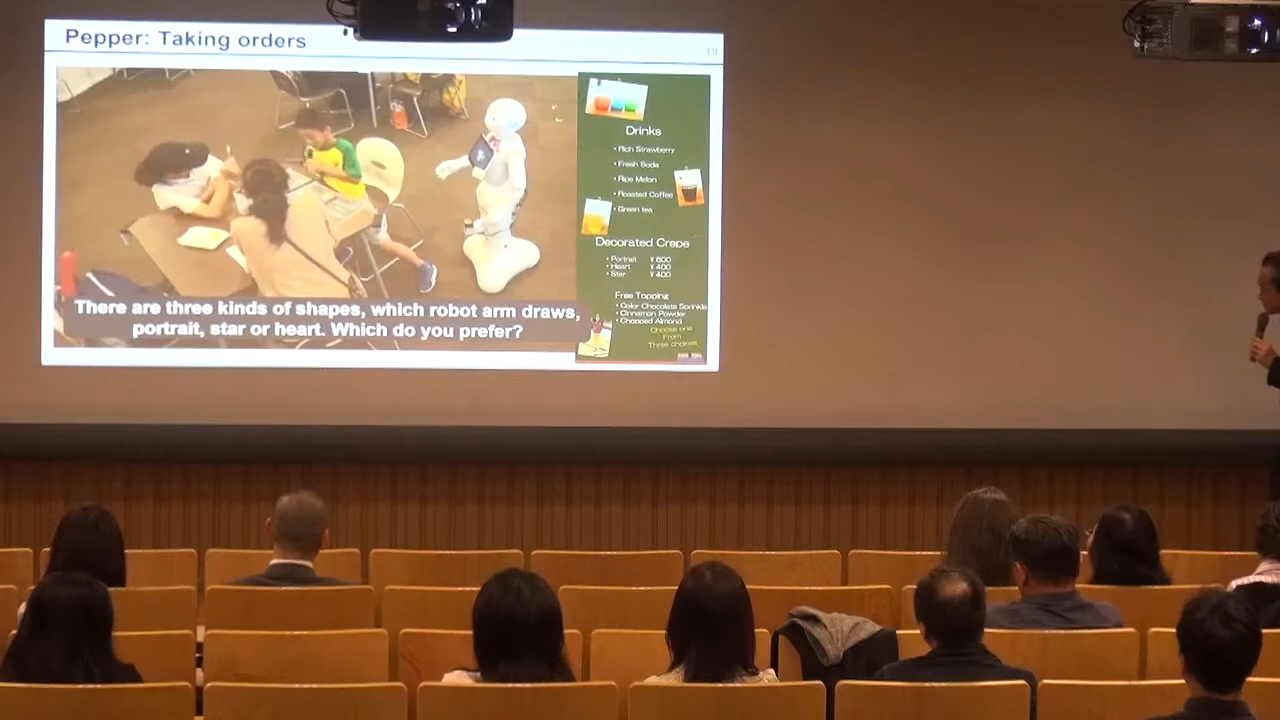 Pepper: Taking orders
19
Drinks
• Rich Strawberry
• Fresh Soda
• Rice Melon
• Roasted Coffee
• Green tea
Decorated Crepe
• Portrait ¥ 600
• Heart ¥ 400
• Star ¥ 400
Free Topping
• Color Chocolate Sprinkle
• Cinnamon Powder
• Chopped Almond
Choose one
From
Three choices
There are three kinds of shapes, which robot arm draws,
portrait, star or heart. Which do you prefer?